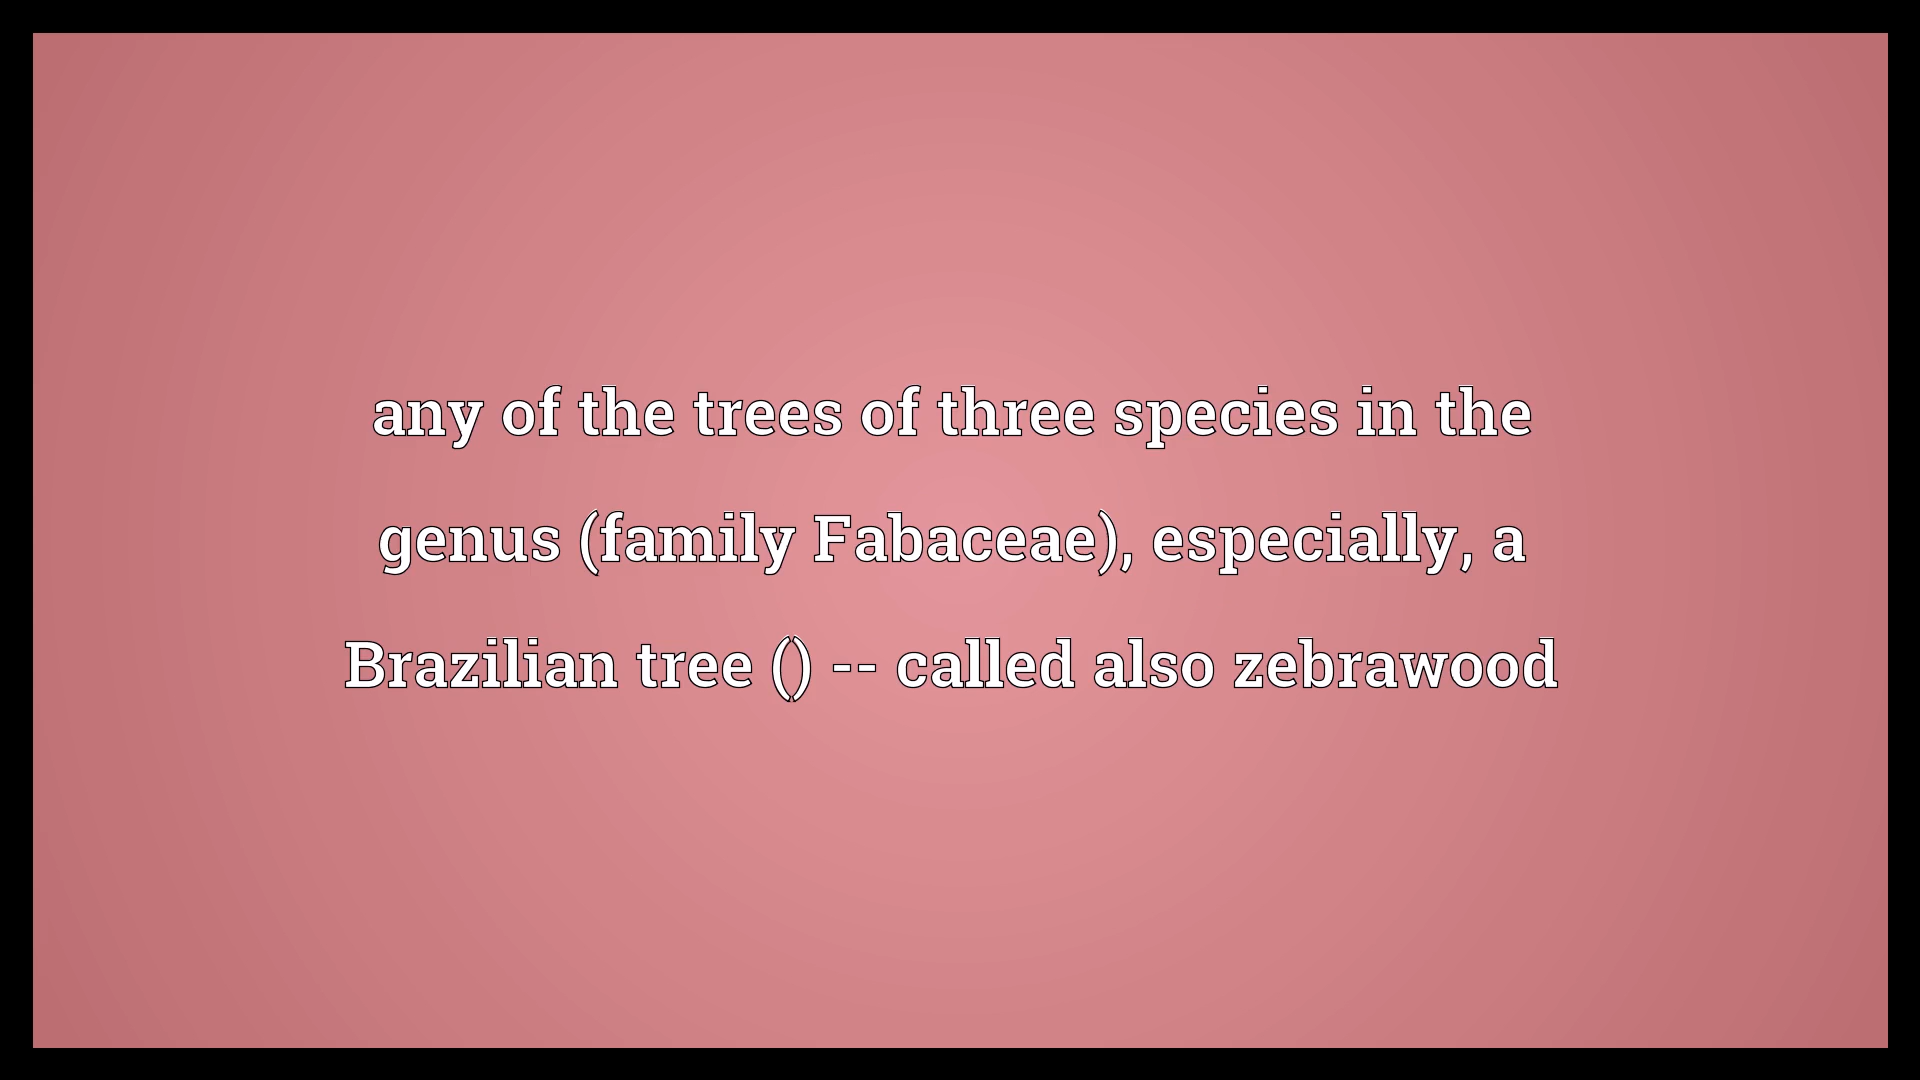 any of the trees of three species in the
genus (family Fabaceae), especially, a
Brazilian tree () -- called also zebrawood